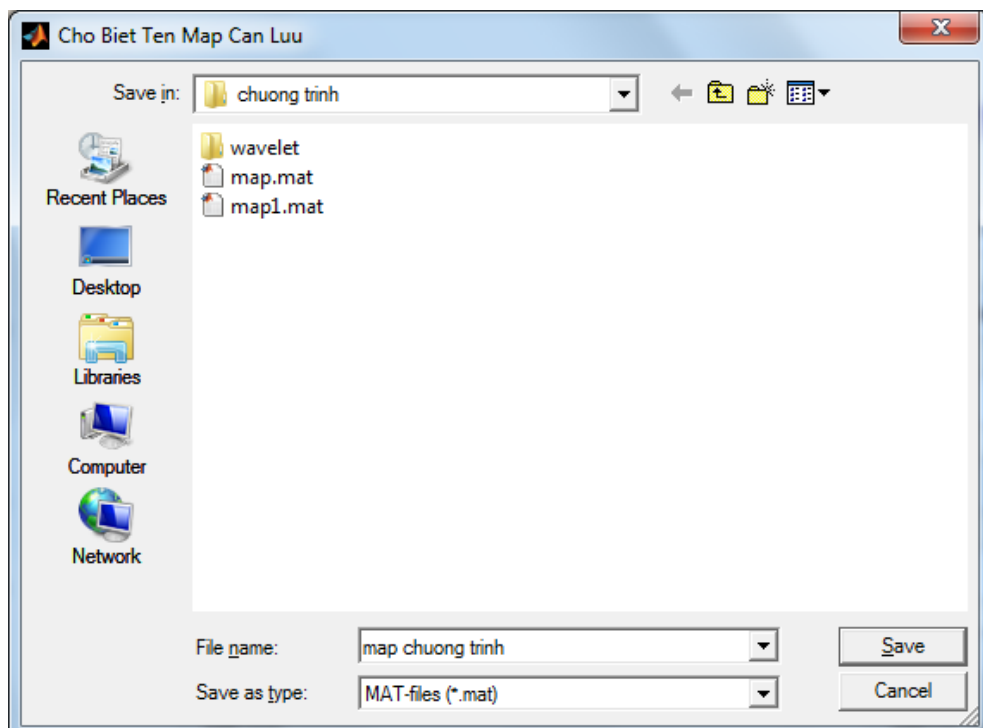 Cho Biet Ten Map Can Luu
X
Save in:
chuong trinh
wavelet
map.mat
map1.mat
Recent Places
Desktop
Libraries
Computer
Network
File name:
map chuong trinh
Save
Save as type:
MAT-files (*.mat)
Cancel